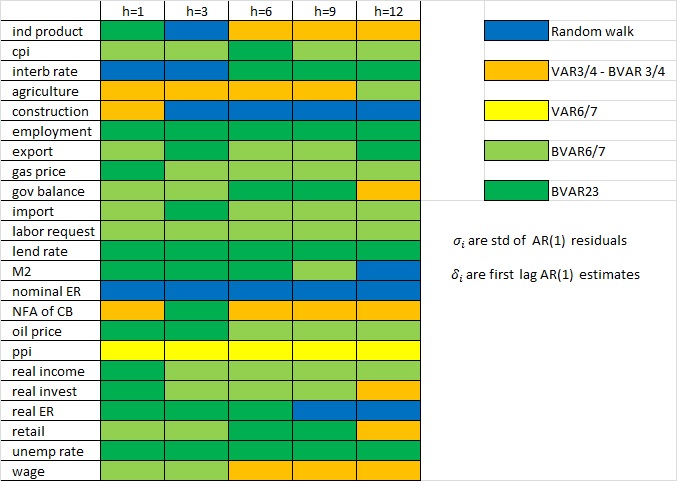 h=1 h=3 h=6 h=9 h=12
ind product
Random walk
cpi
interb rate
VAR3/4 - BVAR 3/4
agriculture
construction
VAR6/7
employment
export
BVAR6/7
gas price
gov balance
BVAR23
import
labor request
σᵢ are std of AR(1) residuals
lend rate
M2
δᵢ are first lag AR(1) estimates
nominal ER
NFA of CB
oil price
ppi
real income
real invest
real ER
retail
unemp rate
wage